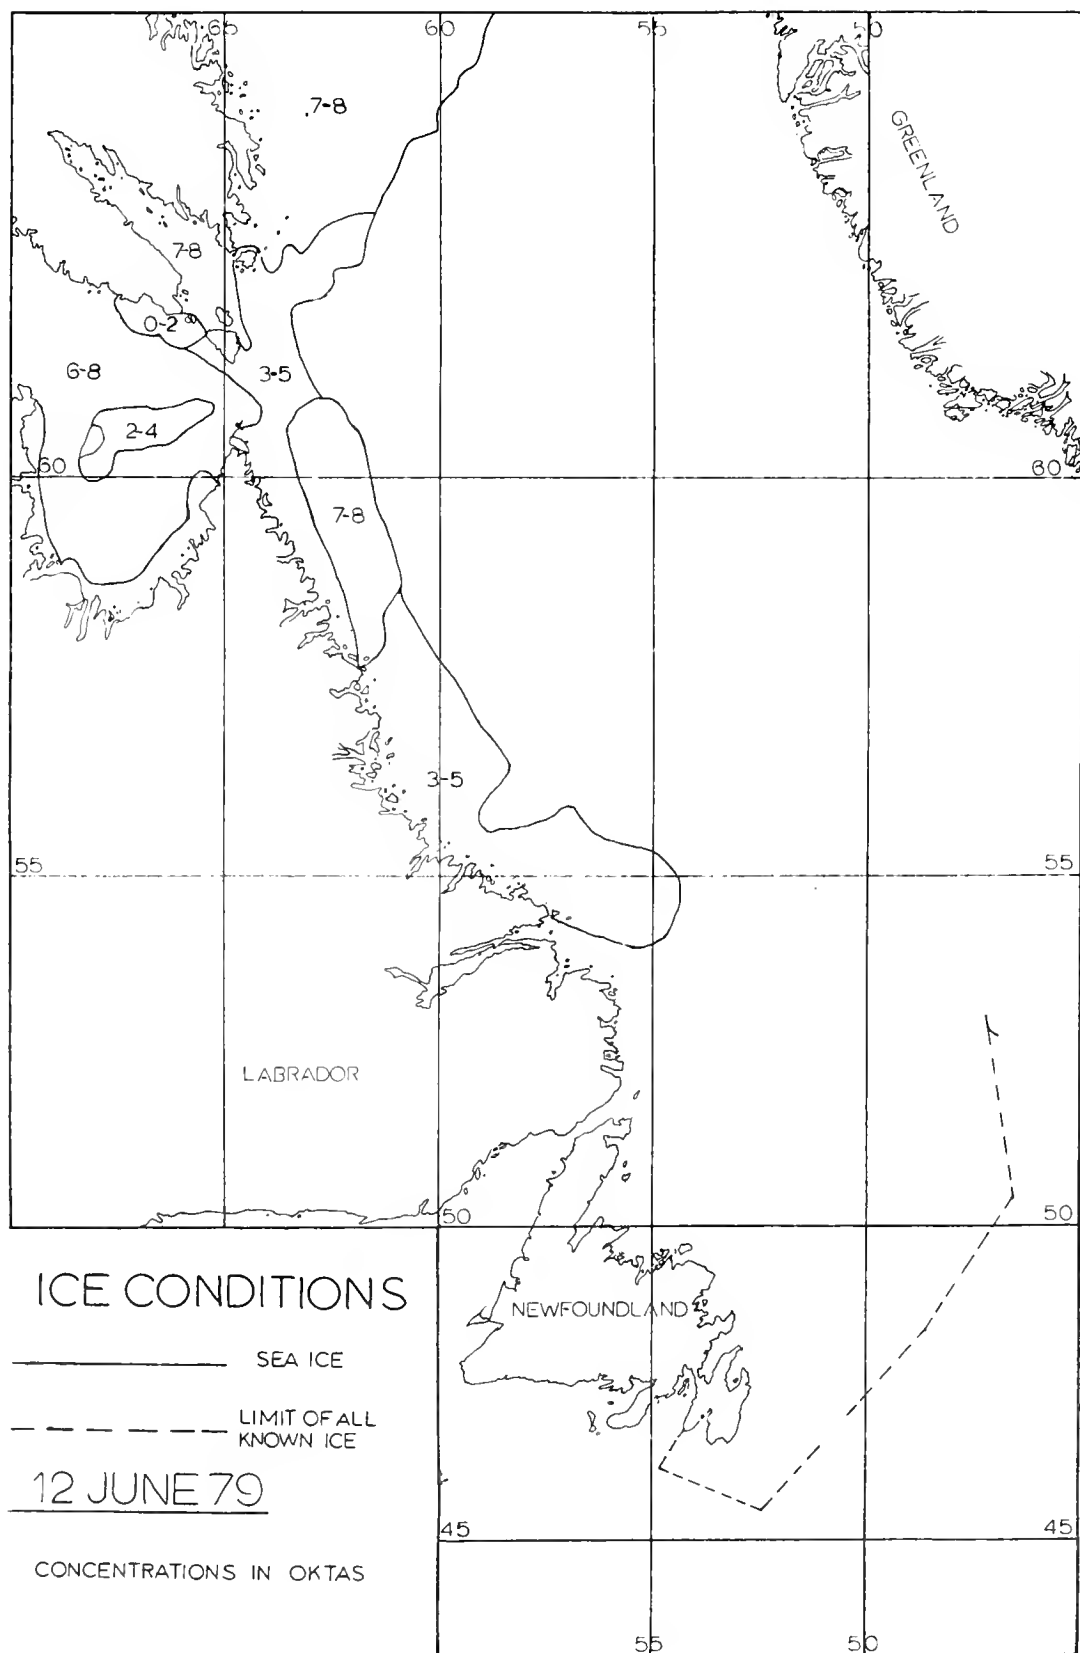 65 60 55 50
7-8
GREENLAND
7-8
0-2
6-8
3-5
2-4
60 60
7-8
3-5
55 55
LABRADOR
50 50
ICE CONDITIONS
NEWFOUNDLAND
SEA ICE
LIMIT OF ALL
KNOWN ICE
12 JUNE 79
45 45
CONCENTRATIONS IN OKTAS
55 50